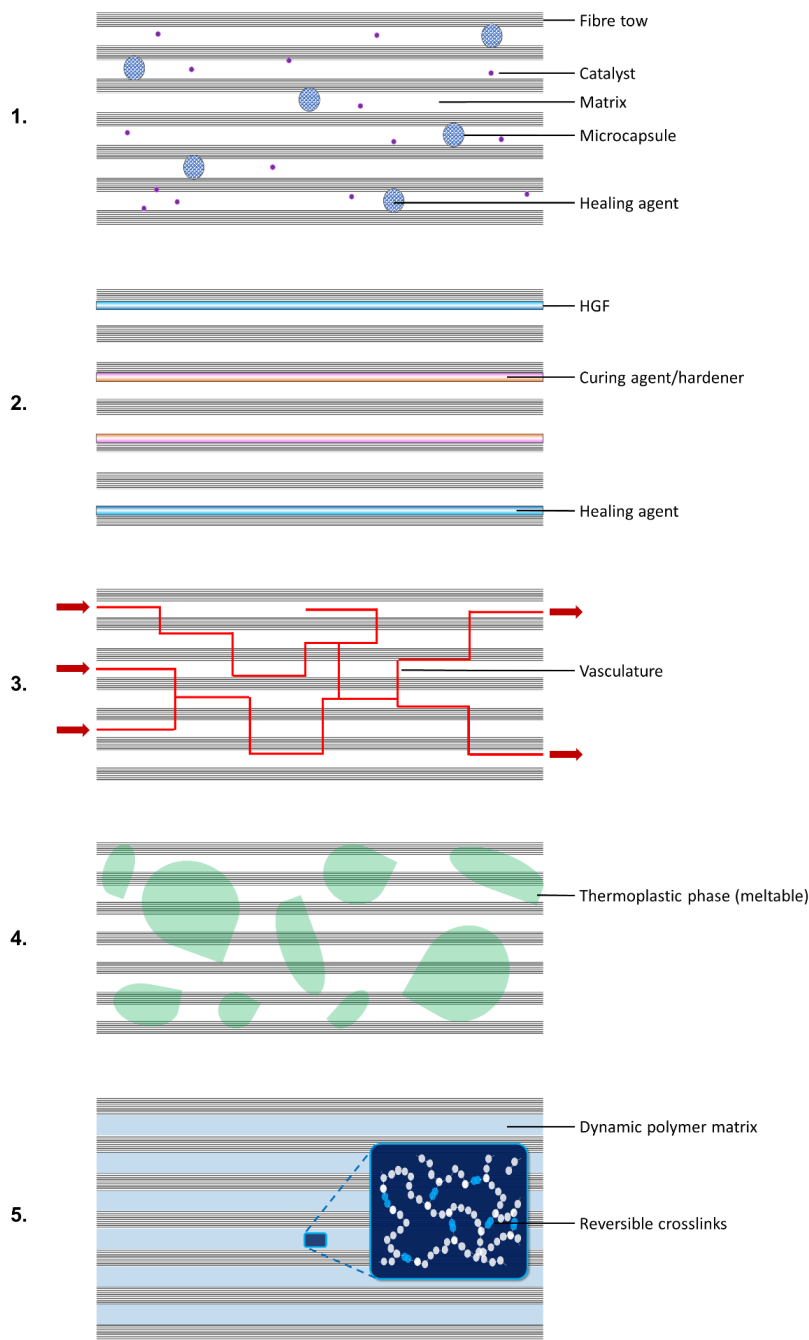 1.
Fibre tow
Catalyst
Matrix
Microcapsule
Healing agent
2.
HGF
Curing agent/hardener
Healing agent
3.
Vasculature
4.
Thermoplastic phase (meltable)
5.
Dynamic polymer matrix
Reversible crosslinks